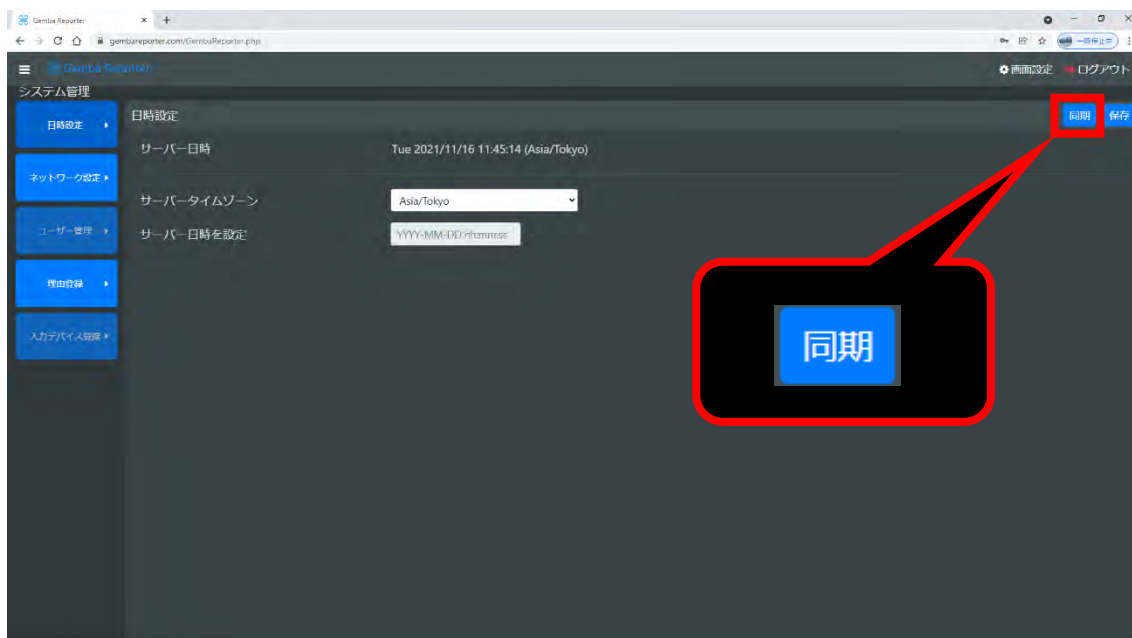 Gemba Reporter
gembareporter.com/GembaReporter.php
一時停止中
Gemba Reporter
画面設定
ログアウト
システム管理
日時設定
日時設定
同期
保存
サーバー日時
Tue 2021/11/16 11:45:14 (Asia/Tokyo)
ネットワーク設定
サーバータイムゾーン
Asia/Tokyo
ユーザー管理
サーバー日時を設定
YYYY-MM-DD hh:mm:ss
理由登録
同期
入力デバイス登録